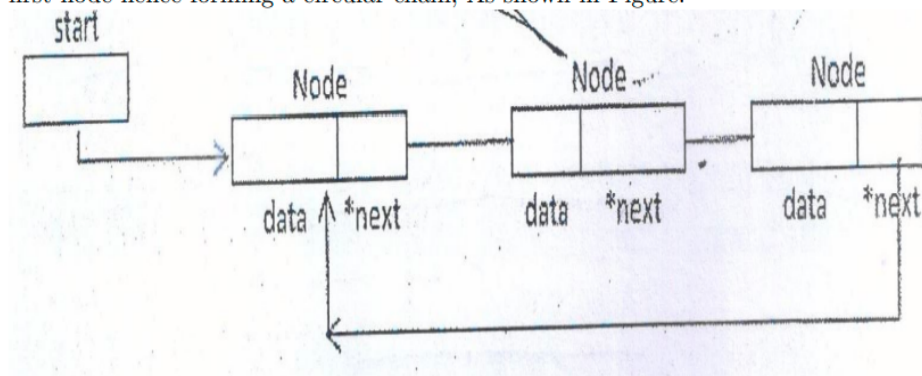 first node hence forming a circular chain, As shown in Figure.
start
Node Node Node
data *next data *next data *next